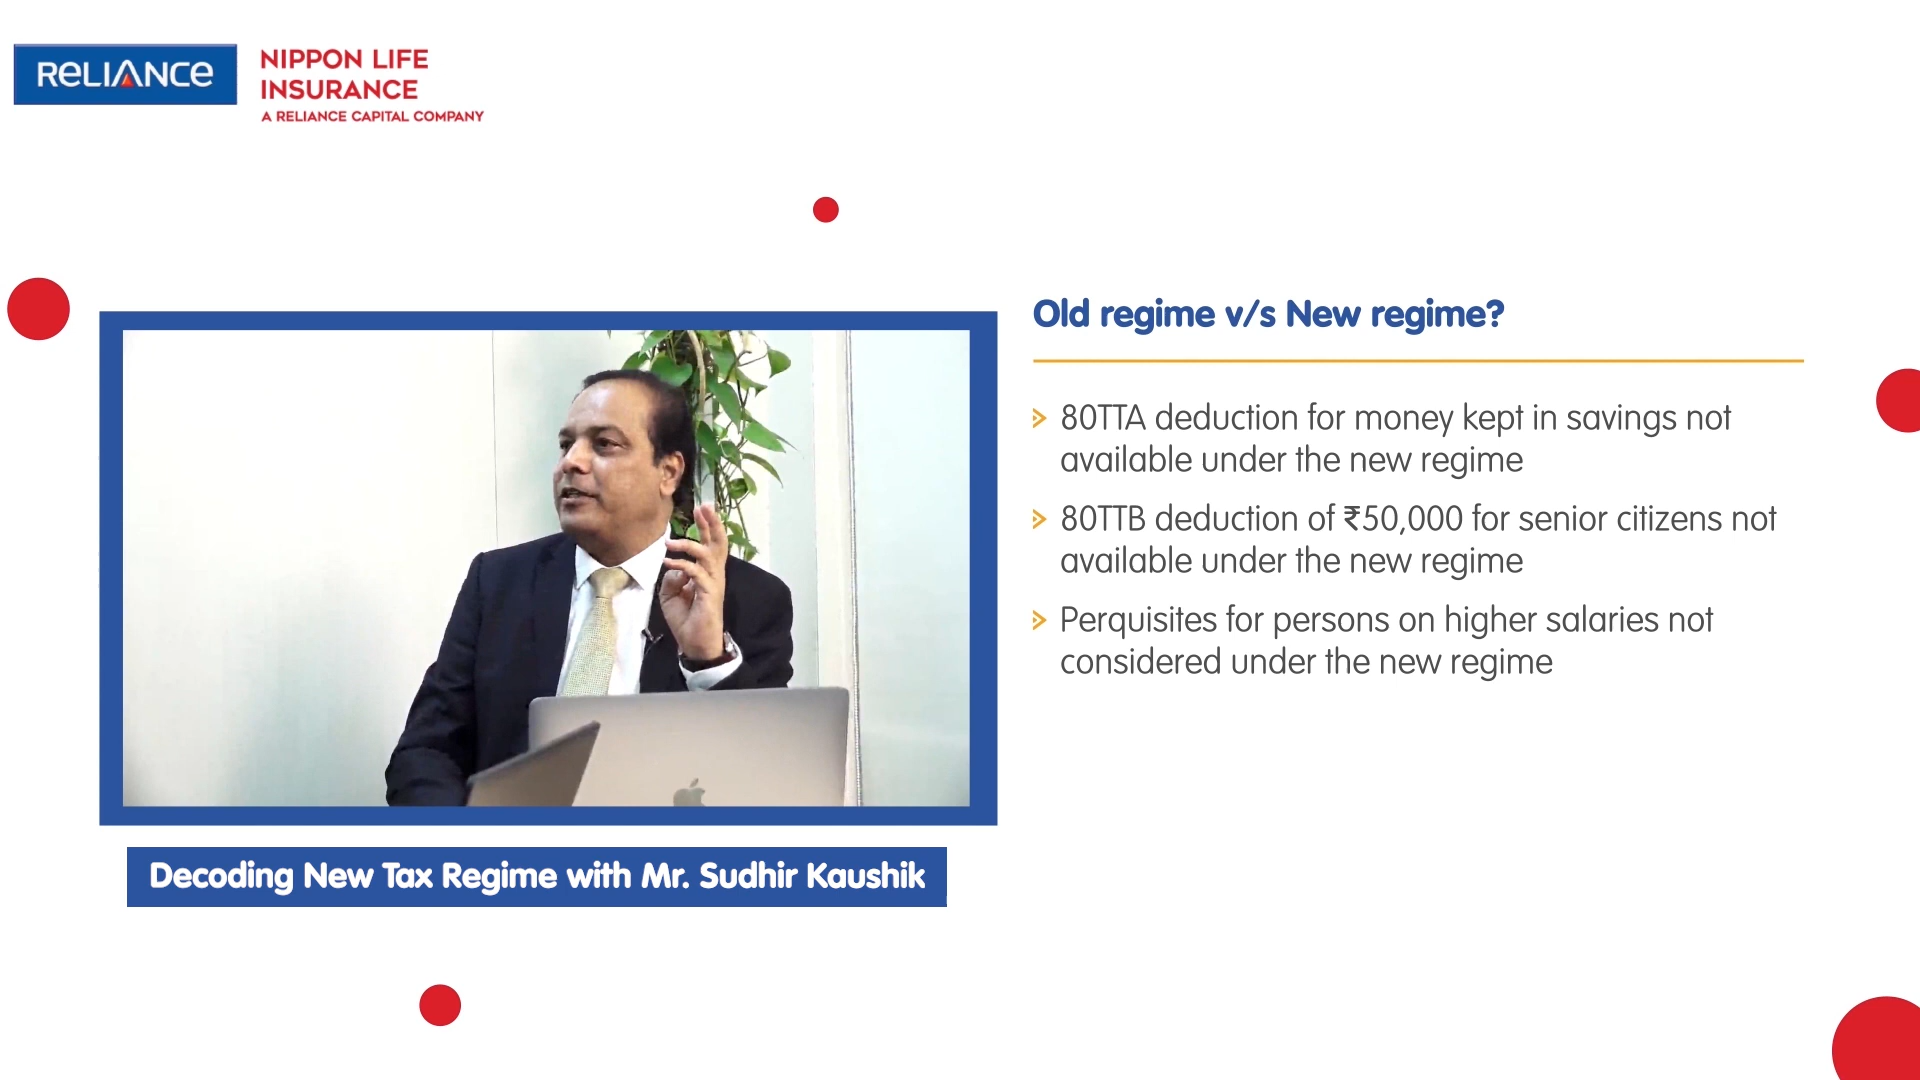 RELIANCE
NIPPON LIFE
INSURANCE
A RELIANCE CAPITAL COMPANY
Old regime v/s New regime?
80TTA deduction for money kept in savings not
available under the new regime
80TTB deduction of ₹50,000 for senior citizens not
available under the new regime
Perquisites for persons on higher salaries not
considered under the new regime
Decoding New Tax Regime with Mr. Sudhir Kaushik